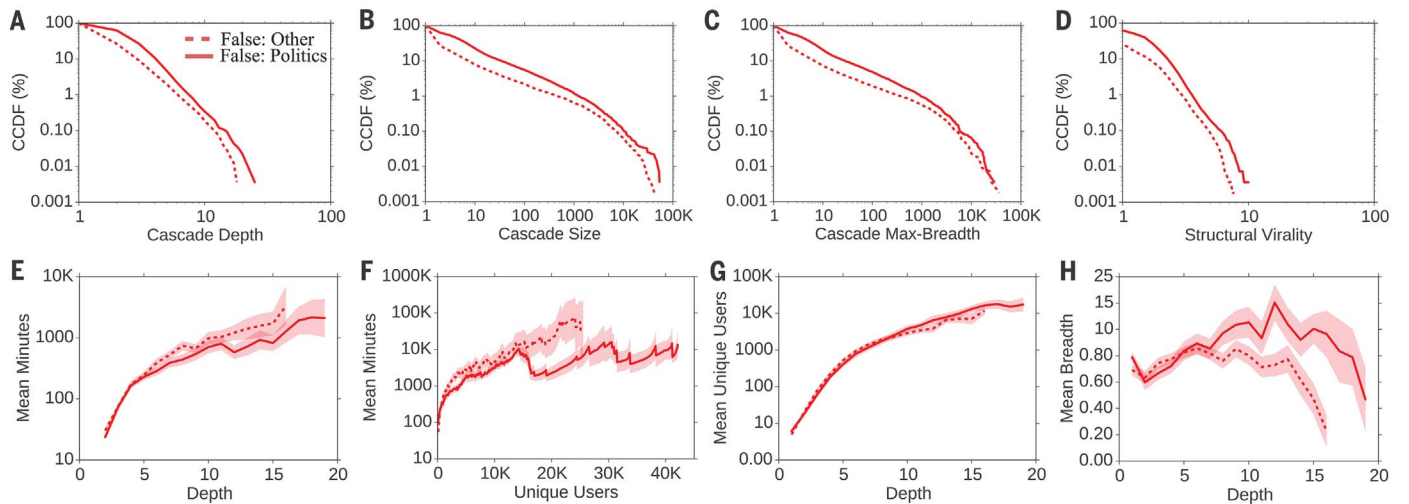 A
B
C
D
100
10
1
0.10
0.01
0.001
CCDF (%)
1
10
100
Cascade Depth
False: Other
False: Politics
100
10
1
0.10
0.01
0.001
CCDF (%)
1
10
100
1000
10K
100K
Cascade Size
100
10
1
0.10
0.01
0.001
CCDF (%)
1
10
100
1000
10K
100K
Cascade Max-Breadth
100
10
1
0.10
0.01
0.001
CCDF (%)
1
10
100
Structural Virality
E
F
G
H
10K
1000
100
10
Mean Minutes
0
5
10
15
20
Depth
1000K
100K
10K
1000
100
10
Mean Minutes
0
10K
20K
30K
40K
Unique Users
100K
10K
1000
100
10
0.00
Mean Unique Users
0
5
10
15
20
Depth
25
15
10
0.80
0.60
0.40
0.20
0.00
Mean Breadth
0
5
10
15
20
Depth